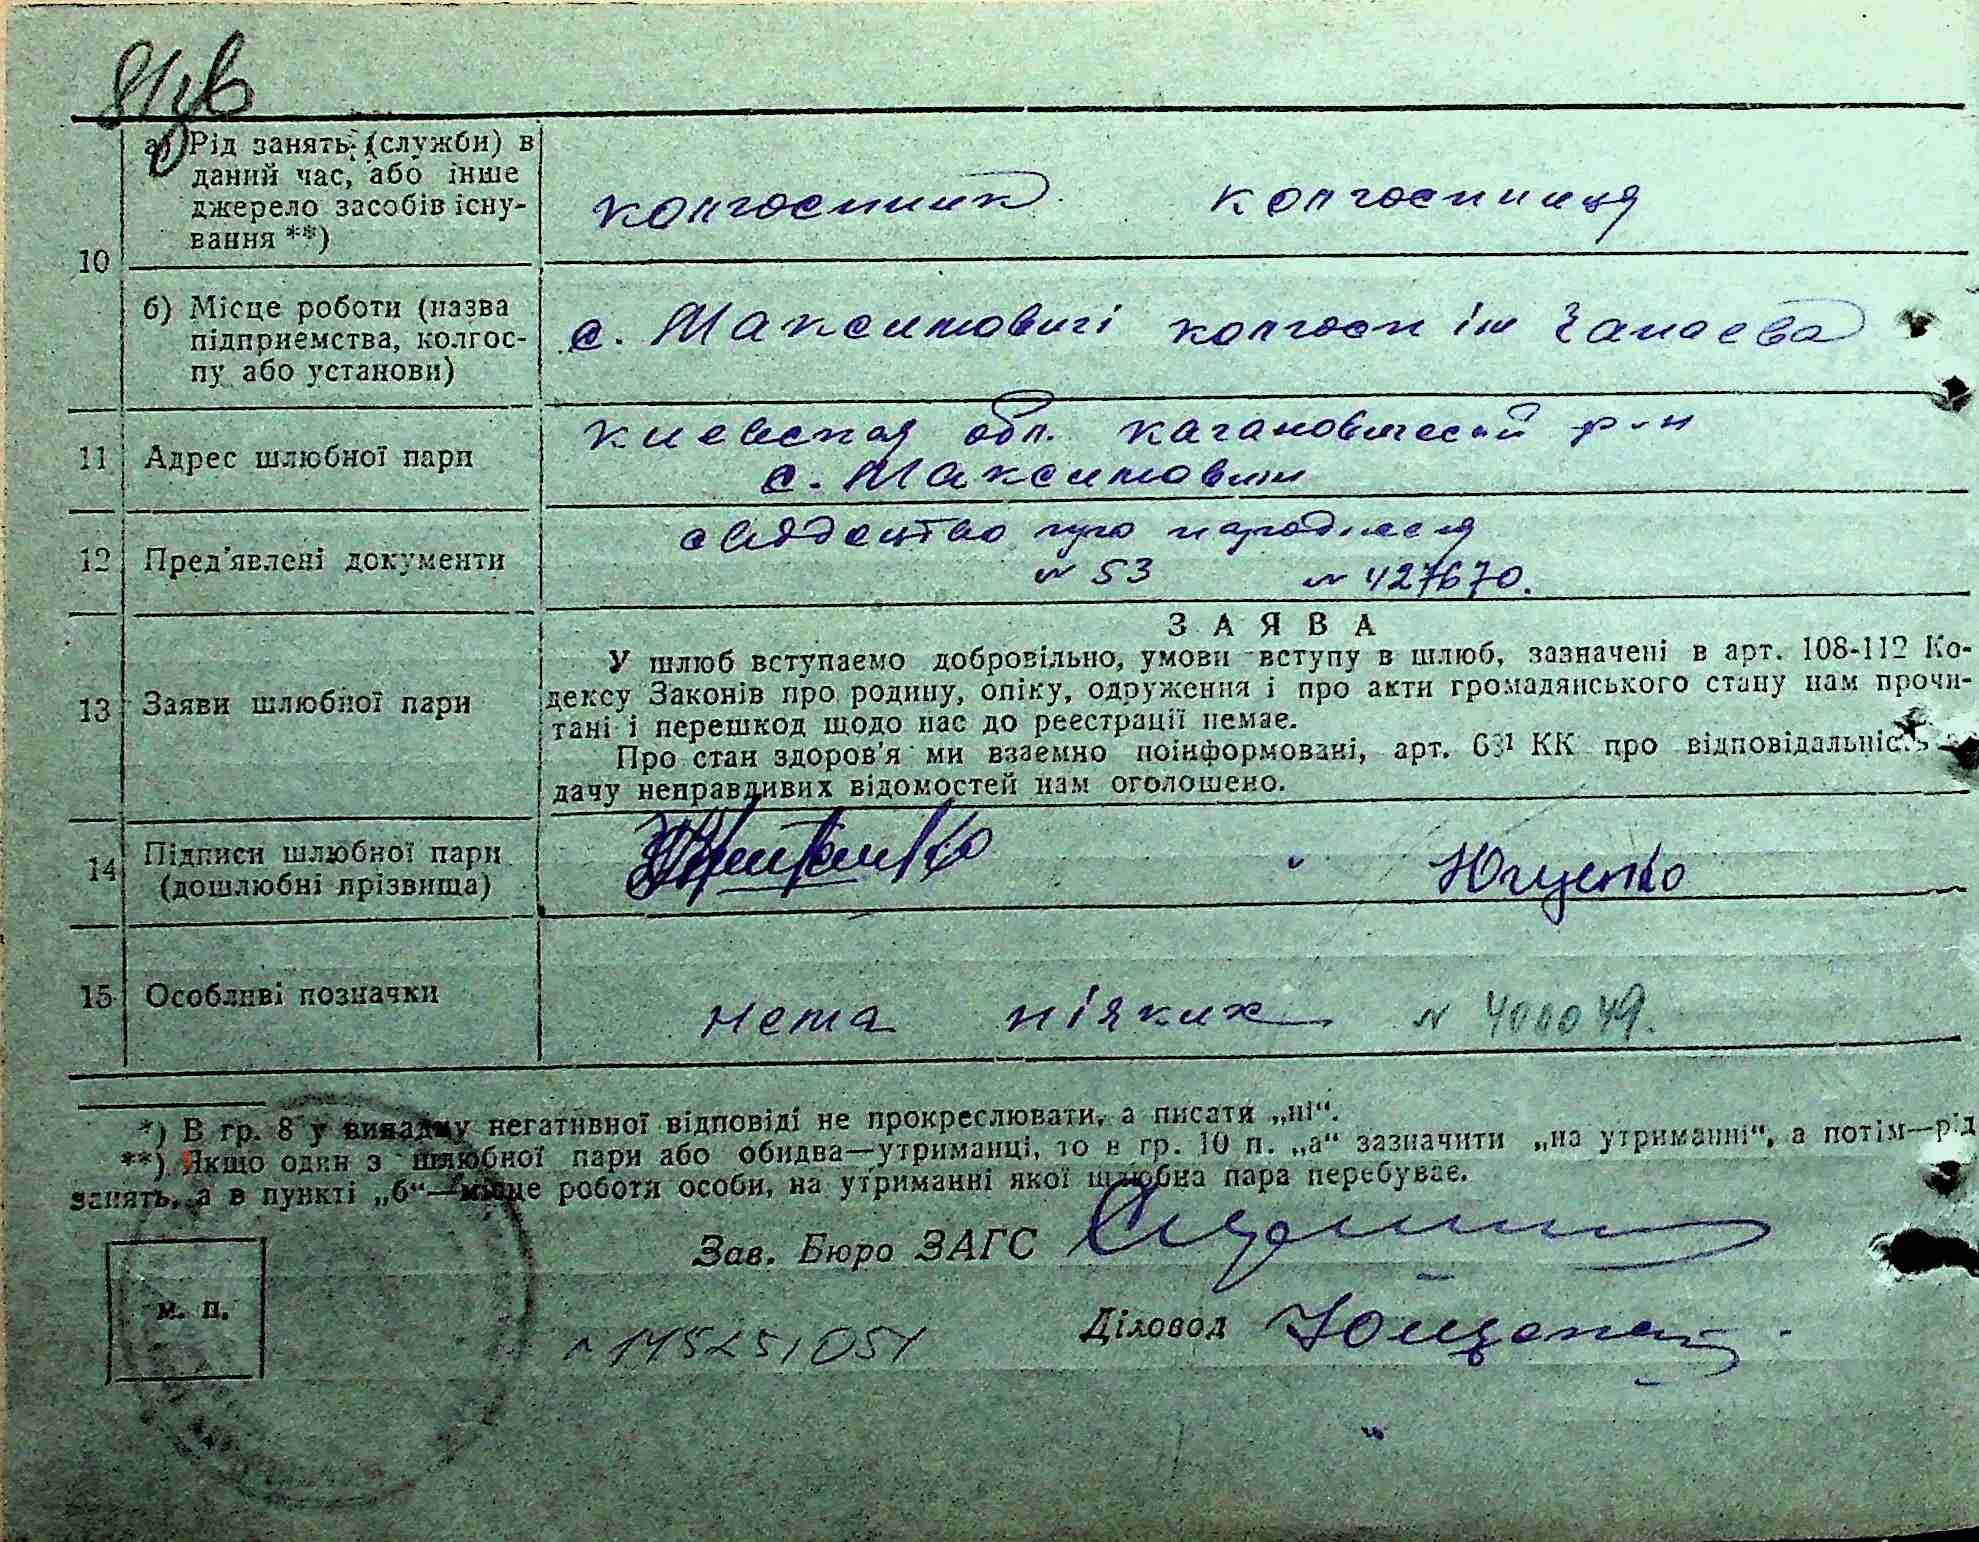 10
а) Рід занять (служби) в
даний час, або інше
джерело засобів існу-
вання **)
колгоспник колгоспниця
б) Місце роботи (назва
підприемства, колгос-
пу або установи)
с. Максимовичі колгосп ім Чапаєва
11 Адрес шлюбної пари
Киевская обл. Кагановический р-н
с. Максимовичи
12 Пред'явлені документи
свидоцтво про народження
№ 53 № 427670.
13 Заяви шлюбної пари
ЗАЯВА
У шлюб вступаємо добровільно, умови вступу в шлюб, зазначені в арт. 108-112 Ко-
дексу Законів про родину, опіку, одруження і про акти громадянського стану нам прочи-
тані і перешкод щодо нас до реестрації немає.
Про стан здоров'я ми взаемно поінформовані, арт. 63¹ КК про відповідальність
дачу неправдивих відомостей нам оголошено.
14 Підписи шлюбної пари
(дошлюбні прізвища)
Ющенко
15 Особливі позначки
нема ніяких № 400049.
*) В гр. 8 у випадку негативної відповіді не прокреслювати, а писати „ні“.
**) Якщо один з шлюбної пари або обидва—утриманці, то в гр. 10 п. „а“ зазначити „на утриманні“, а потім—рід
занять, а в пункті „б“—місце роботи особи, на утриманні якої шлюбна пара перебуває.
Зав. Бюро ЗАГС
м. п.
Діловод